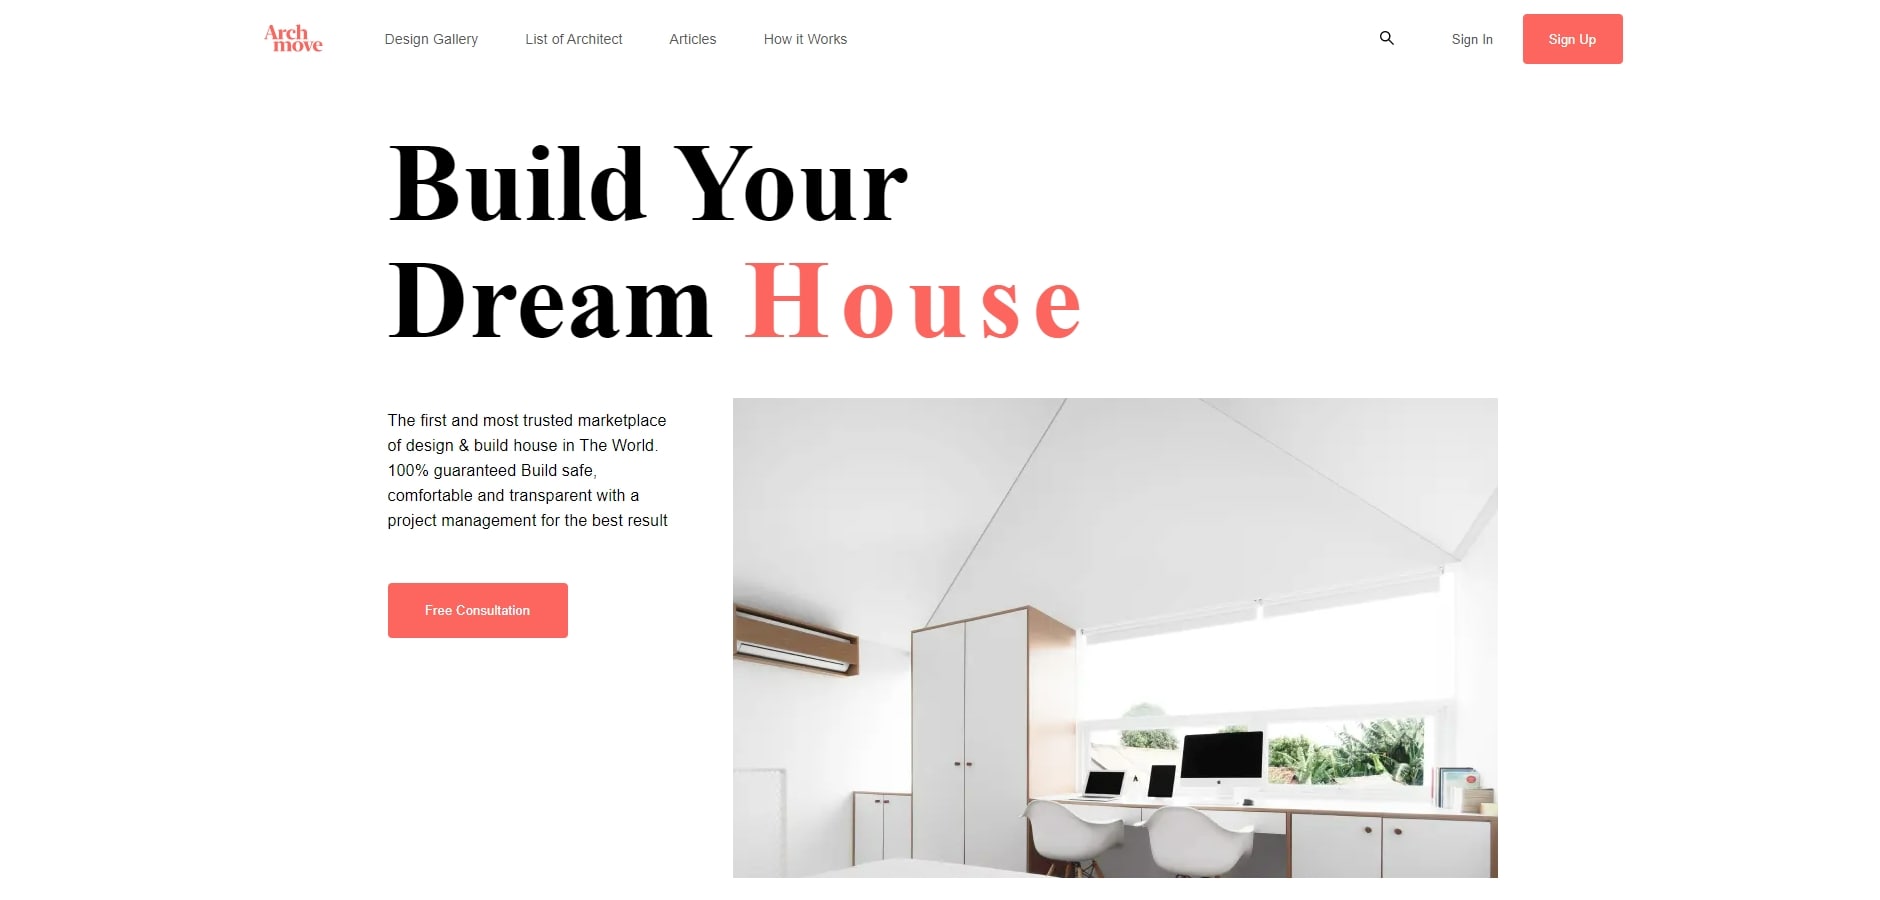 Arch
move
Design Gallery
List of Architect
Articles
How it Works
Sign In
Sign Up
Build Your
Dream House
The first and most trusted marketplace
of design & build house in The World.
100% guaranteed Build safe,
comfortable and transparent with a
project management for the best result
Free Consultation